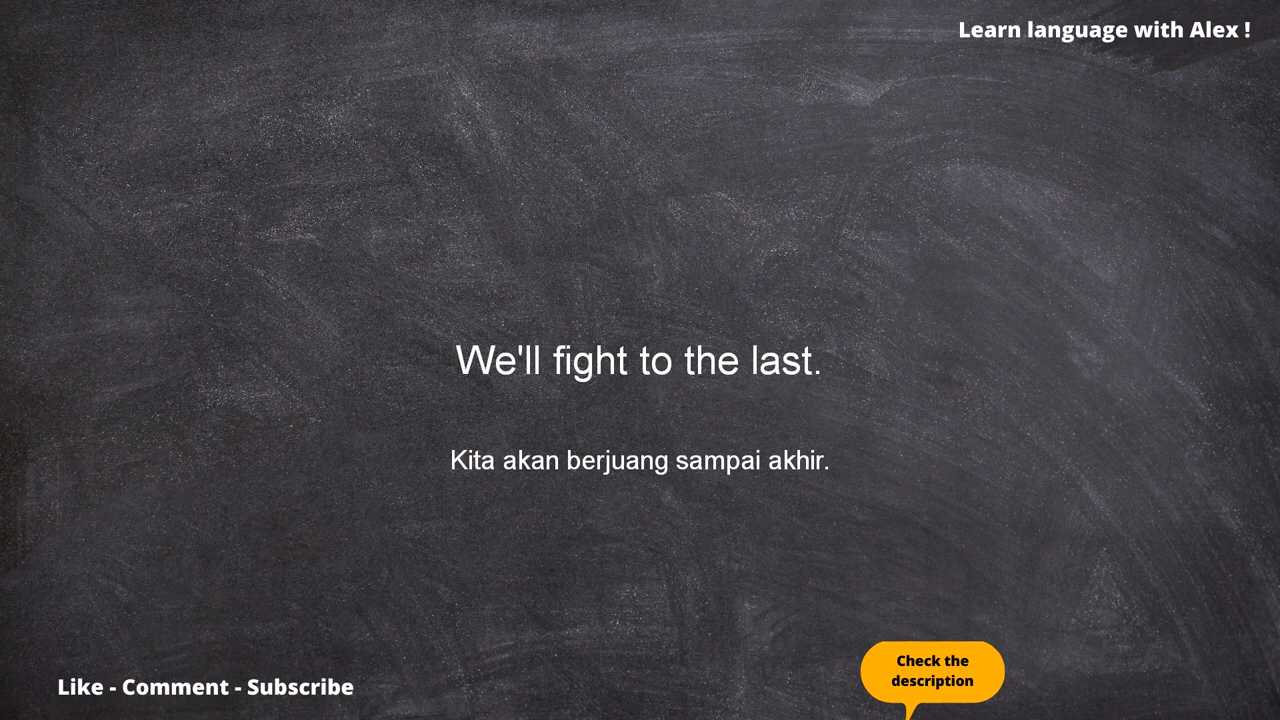 Learn language with Alex !
We'll fight to the last.
Kita akan berjuang sampai akhir.
Check the
description
Like - Comment - Subscribe